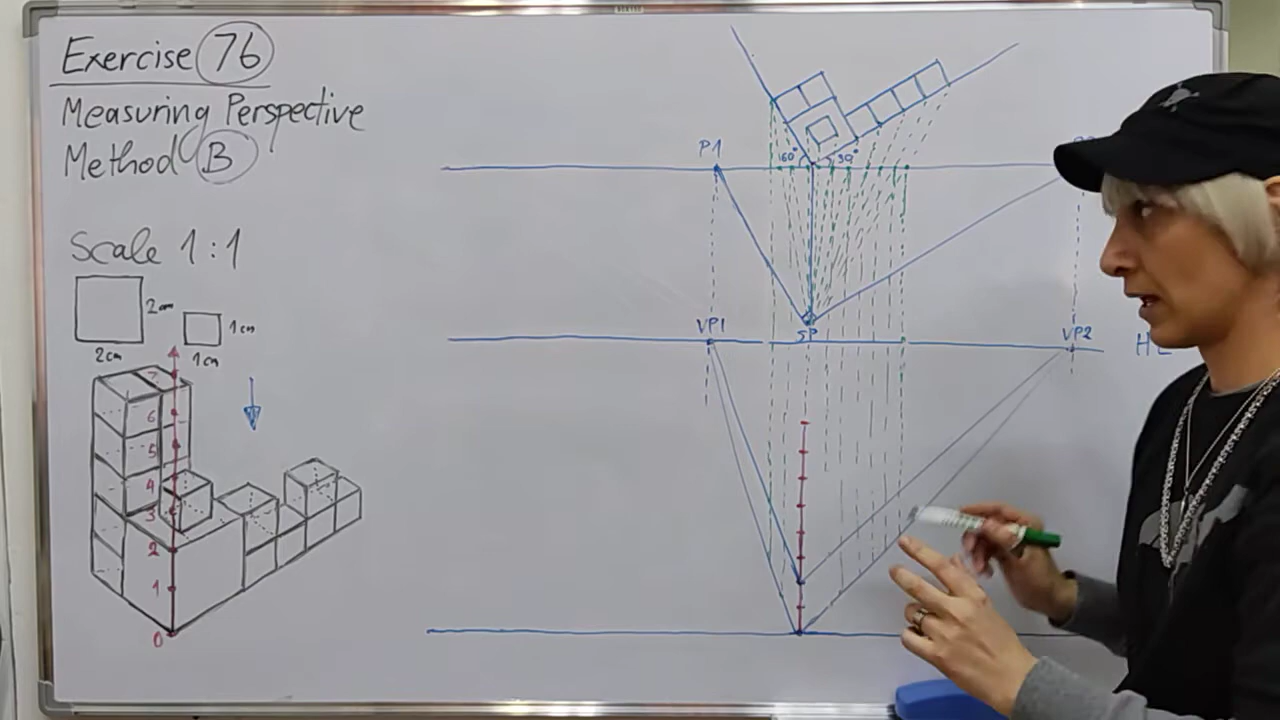 Exercise 76
Measuring Perspective
Method B
Scale 1:1
2cm
2cm
1cm
1cm
7
6
5
4
3
2
1
0
P1
60°
30°
SP
VP1
VP2